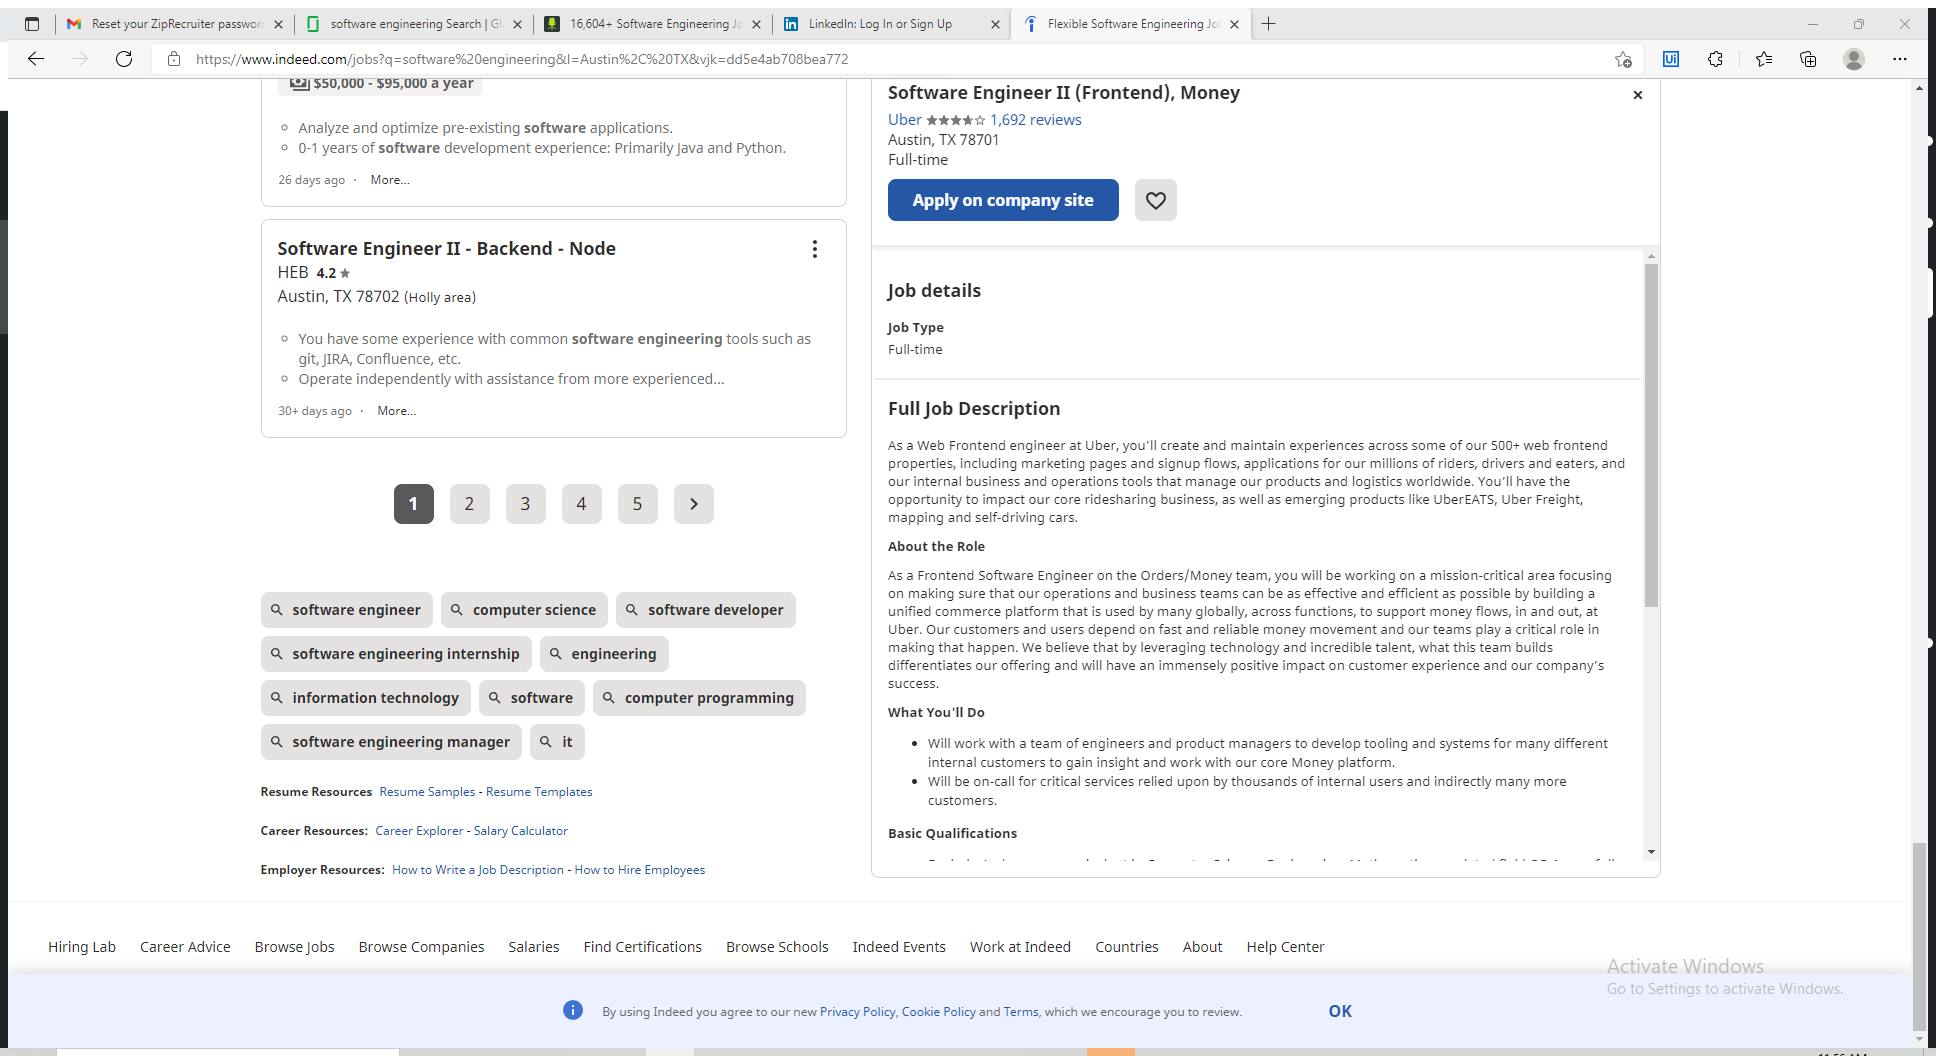 Reset your ZipRecruiter passwor
software engineering Search | Gl
16,604+ Software Engineering Jo
LinkedIn: Log In or Sign Up
Flexible Software Engineering Jo
https://www.indeed.com/jobs?q=software%20engineering&l=Austin%2C%20TX&vjk=dd5e4ab708bea772
$50,000 - $95,000 a year
Analyze and optimize pre-existing software applications.
0-1 years of software development experience: Primarily Java and Python.
26 days ago · More...
Software Engineer II - Backend - Node
HEB 4.2 ★
Austin, TX 78702 (Holly area)
You have some experience with common software engineering tools such as
git, JIRA, Confluence, etc.
Operate independently with assistance from more experienced...
30+ days ago · More...
1 2 3 4 5
software engineer
computer science
software developer
software engineering internship
engineering
information technology
software
computer programming
software engineering manager
it
Resume Resources Resume Samples - Resume Templates
Career Resources: Career Explorer - Salary Calculator
Employer Resources: How to Write a Job Description - How to Hire Employees
Software Engineer II (Frontend), Money
Uber 1,692 reviews
Austin, TX 78701
Full-time
Apply on company site
Job details
Job Type
Full-time
Full Job Description
As a Web Frontend engineer at Uber, you’ll create and maintain experiences across some of our 500+ web frontend
properties, including marketing pages and signup flows, applications for our millions of riders, drivers and eaters, and
our internal business and operations tools that manage our products and logistics worldwide. You’ll have the
opportunity to impact our core ridesharing business, as well as emerging products like UberEATS, Uber Freight,
mapping and self-driving cars.
About the Role
As a Frontend Software Engineer on the Orders/Money team, you will be working on a mission-critical area focusing
on making sure that our operations and business teams can be as effective and efficient as possible by building a
unified commerce platform that is used by many globally, across functions, to support money flows, in and out, at
Uber. Our customers and users depend on fast and reliable money movement and our teams play a critical role in
making that happen. We believe that by leveraging technology and incredible talent, what this team builds
differentiates our offering and will have an immensely positive impact on customer experience and our company’s
success.
What You'll Do
Will work with a team of engineers and product managers to develop tooling and systems for many different
internal customers to gain insight and work with our core Money platform.
Will be on-call for critical services relied upon by thousands of internal users and indirectly many more
customers.
Basic Qualifications
Hiring Lab Career Advice Browse Jobs Browse Companies Salaries Find Certifications Browse Schools Indeed Events Work at Indeed Countries About Help Center
Activate Windows
Go to Settings to activate Windows.
By using Indeed you agree to our new Privacy Policy, Cookie Policy and Terms, which we encourage you to review.
OK